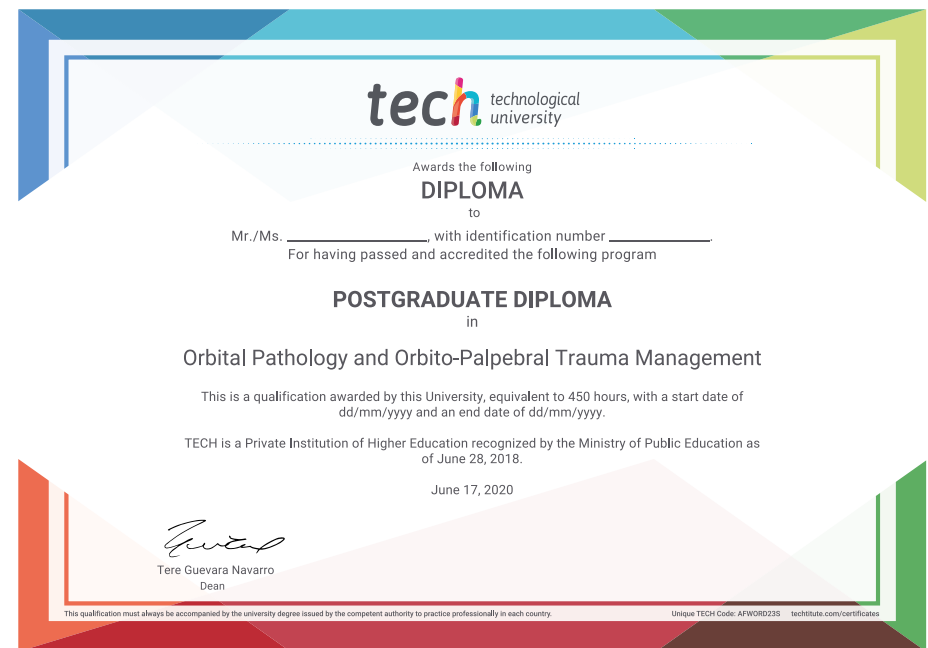 tech technological
university
Awards the following
DIPLOMA
to
Mr./Ms. ____________________, with identification number ______________.
For having passed and accredited the following program
POSTGRADUATE DIPLOMA
in
Orbital Pathology and Orbito-Palpebral Trauma Management
This is a qualification awarded by this University, equivalent to 450 hours, with a start date of
dd/mm/yyyy and an end date of dd/mm/yyyy.
TECH is a Private Institution of Higher Education recognized by the Ministry of Public Education as
of June 28, 2018.
June 17, 2020
Tere Guevara Navarro
Dean
This qualification must always be accompanied by the university degree issued by the competent authority to practice professionally in each country. Unique TECH Code: AFWORD23S techtitute.com/certificates